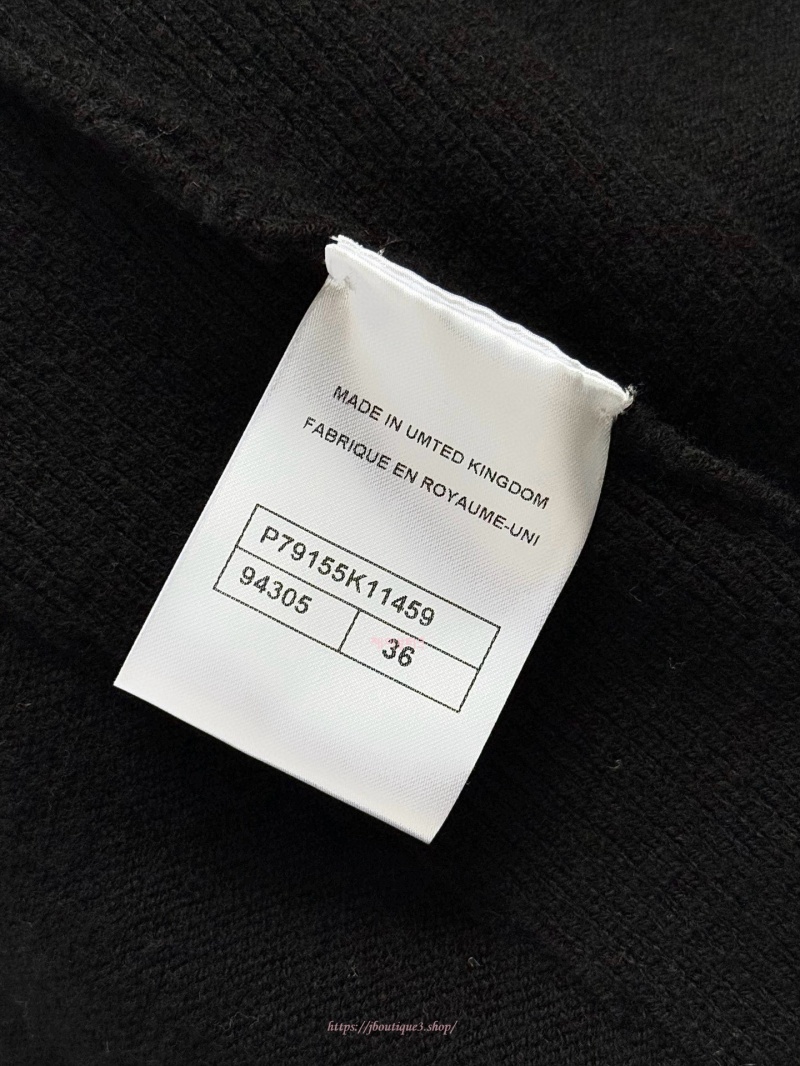 MADE IN UMTED KINGDOM
FABRIQUE EN ROYAUME-UNI
P79155K11459
94305
36
https://jboutique3.shop/